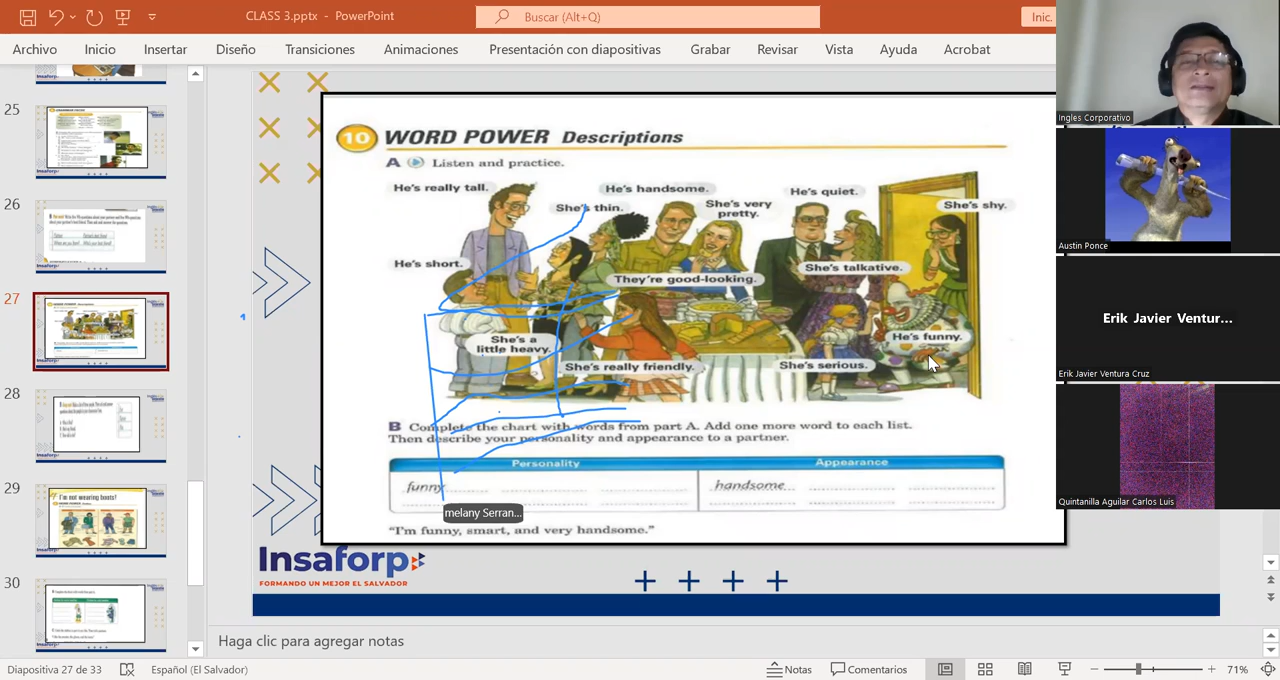 CLASS 3.pptx - PowerPoint
Buscar (Alt+Q)
Inic.
Archivo Inicio Insertar Diseño Transiciones Animaciones Presentación con diapositivas Grabar Revisar Vista Ayuda Acrobat
25
26
27
28
29
I'm not wearing boots!
30
10 WORD POWER Descriptions
A Listen and practice.
He's really tall.
She's thin.
He's handsome.
She's very
pretty.
He's quiet.
She's shy.
He's short.
They're good-looking.
She's talkative.
She's a
little heavy.
She's really friendly.
She's serious.
He's funny.
B Complete the chart with words from part A. Add one more word to each list.
Then describe your personality and appearance to a partner.
Personality Appearance
funny handsome
melany Serran...
"I'm funny, smart, and very handsome."
Insaforp
FORMANDO UN MEJOR EL SALVADOR
Ingles Corporativo
Austin Ponce
Erik Javier Ventur...
Erik Javier Ventura Cruz
Quintanilla Aguilar Carlos Luis
Haga clic para agregar notas
Diapositiva 27 de 33 Español (El Salvador) Notas Comentarios 71%